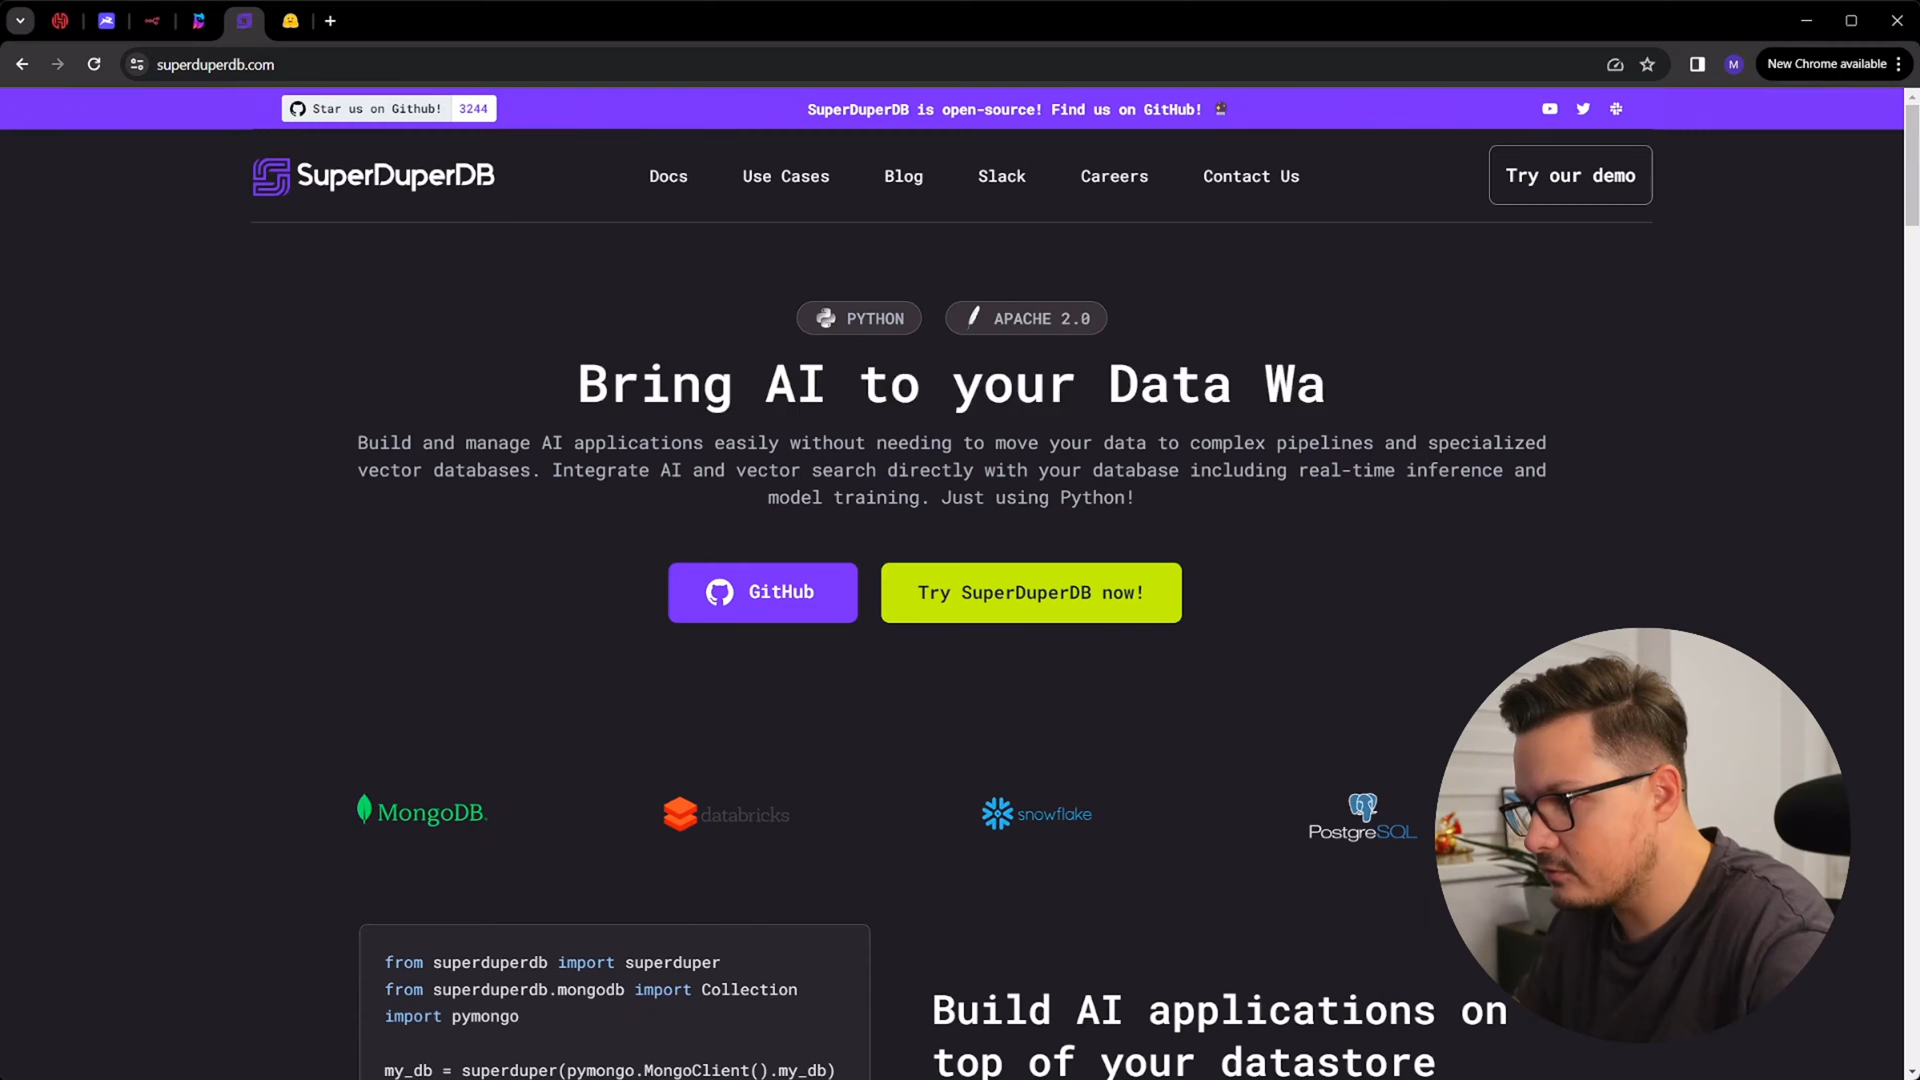 superduperdb.com
M
New Chrome available
Star us on Github! 3244
SuperDuperDB is open-source! Find us on GitHub!
SuperDuperDB
Docs
Use Cases
Blog
Slack
Careers
Contact Us
Try our demo
PYTHON
APACHE 2.0
Bring AI to your Data Wa
Build and manage AI applications easily without needing to move your data to complex pipelines and specialized
vector databases. Integrate AI and vector search directly with your database including real-time inference and
model training. Just using Python!
GitHub
Try SuperDuperDB now!
MongoDB.
databricks
snowflake
PostgreSQL
from superduperdb import superduper
from superduperdb.mongodb import Collection
import pymongo
my_db = superduper(pymongo.MongoClient().my_db)
Build AI applications on
top of your datastore